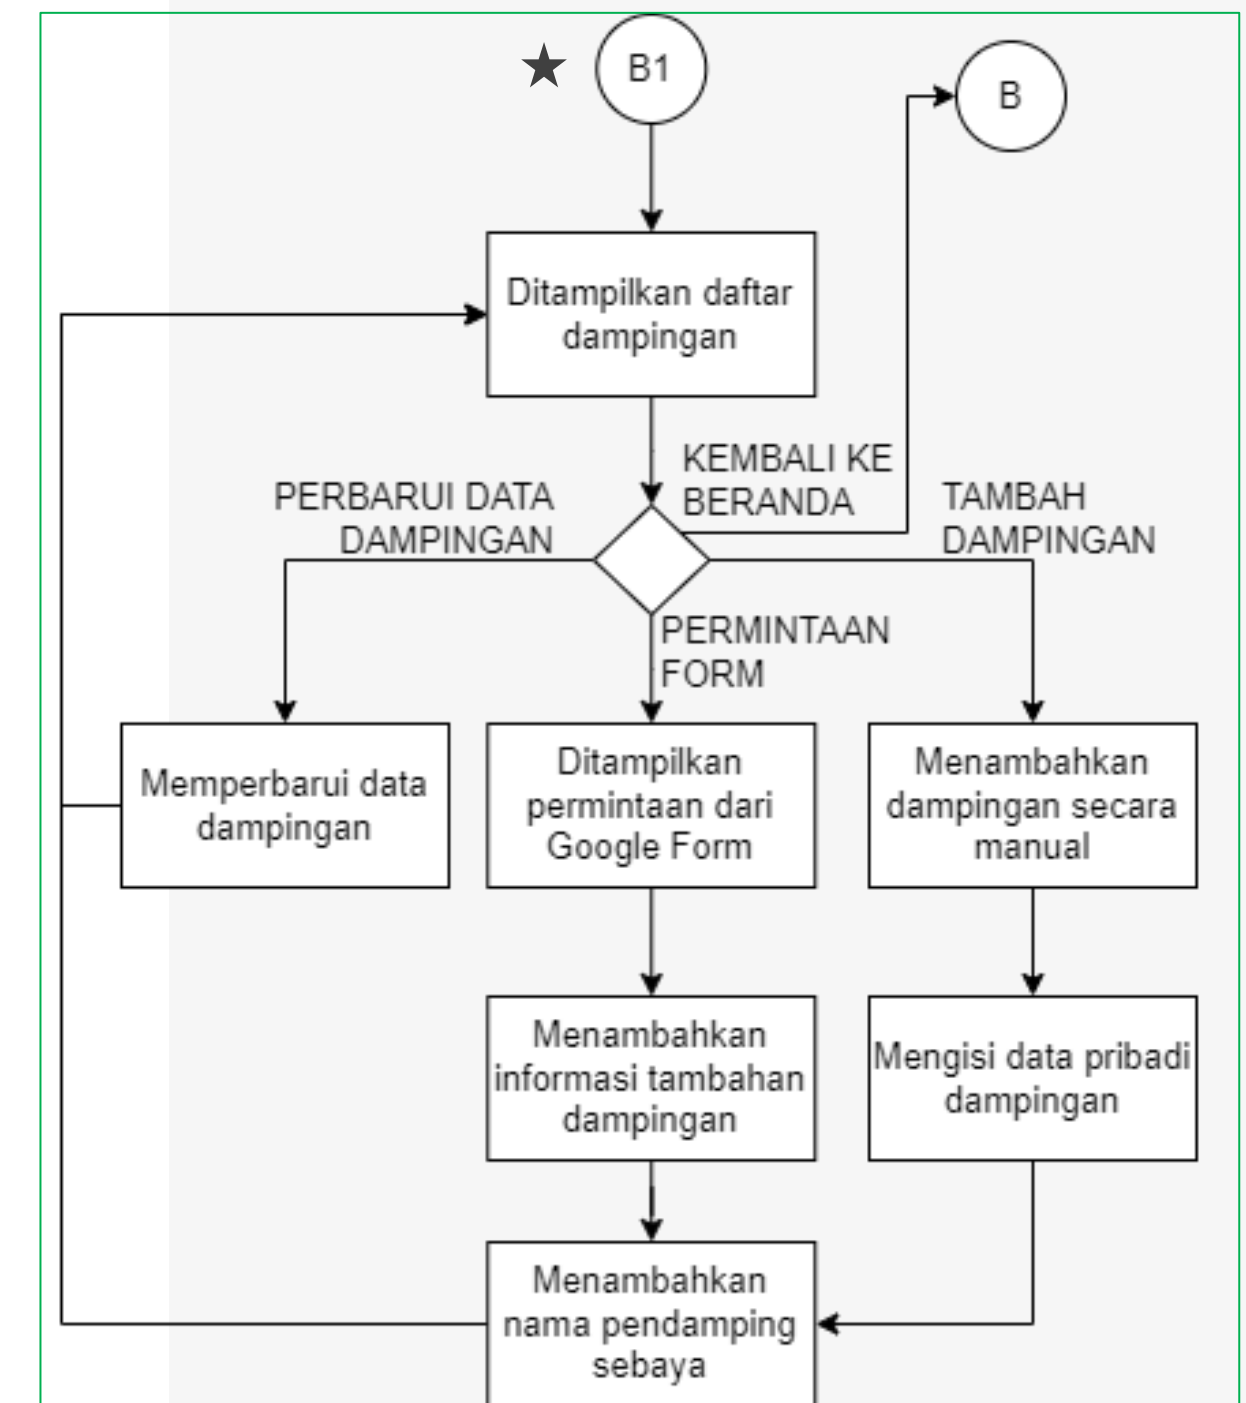 B1
B
Ditampilkan daftar
dampingan
KEMBALI KE
BERANDA
PERBARUI DATA
DAMPINGAN
TAMBAH
DAMPINGAN
PERMINTAAN
FORM
Memperbarui data
dampingan
Ditampilkan
permintaan dari
Google Form
Menambahkan
dampingan secara
manual
Menambahkan
informasi tambahan
dampingan
Mengisi data pribadi
dampingan
Menambahkan
nama pendamping
sebaya